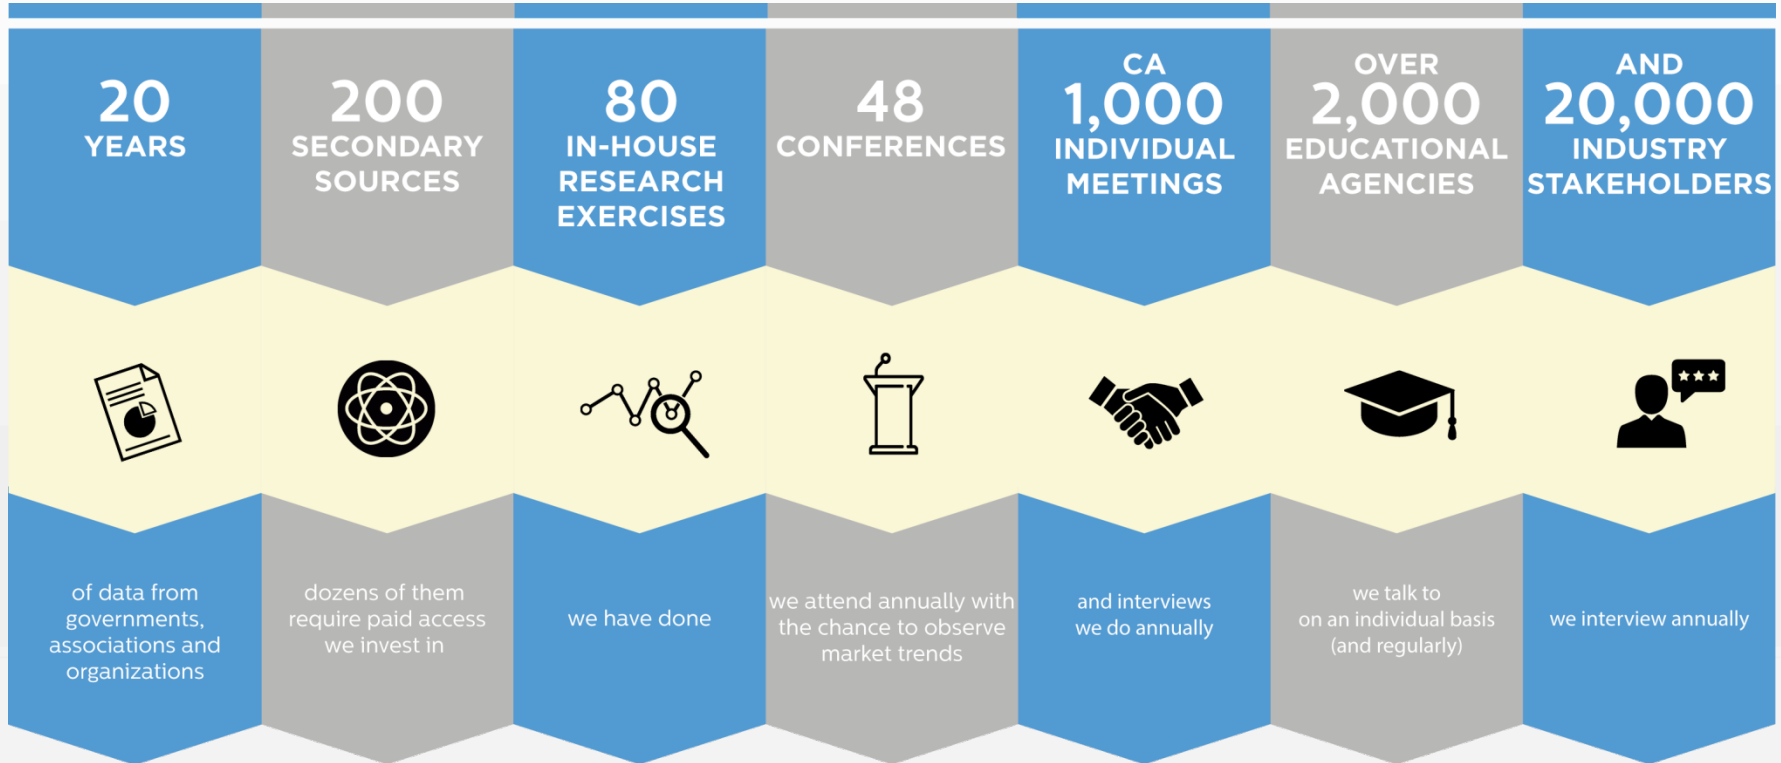 20
YEARS
of data from
governments,
associations and
organizations
200
SECONDARY
SOURCES
dozens of them
require paid access
we invest in
80
IN-HOUSE
RESEARCH
EXERCISES
we have done
48
CONFERENCES
we attend annually with
the chance to observe
market trends
CA
1,000
INDIVIDUAL
MEETINGS
and interviews
we do annually
OVER
2,000
EDUCATIONAL
AGENCIES
we talk to
on an individual basis
(and regularly)
AND
20,000
INDUSTRY
STAKEHOLDERS
we interview annually